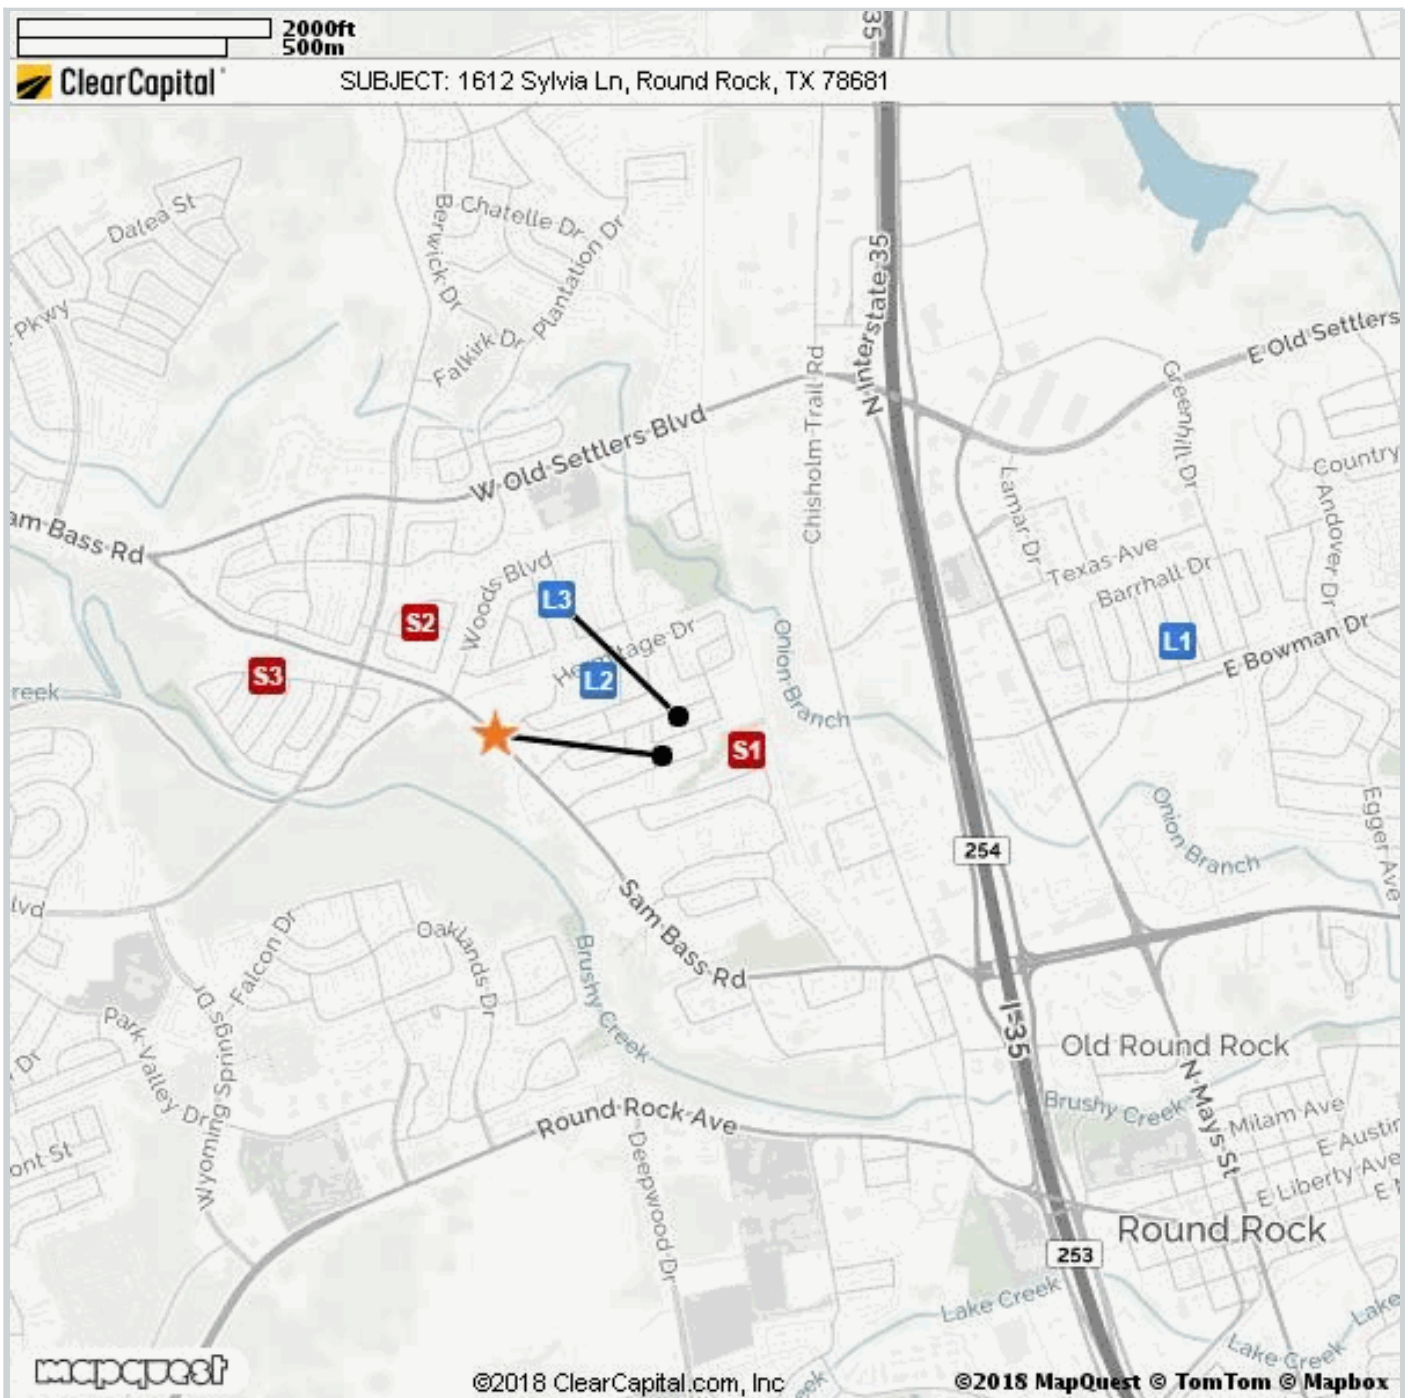 2000ft
500m
35
ClearCapital
SUBJECT: 1612 Sylvia Ln, Round Rock, TX 78681
Dalea St
B Chatelle Dr
Berwick Dr
Plantation Dr
Falkirk Dr
Pkwy
N Interstate 35
E Old Settlers
Chisholm Trail Rd
Greenhill Dr
W Old Settlers Blvd
Country
Lamar Dr
Andover Dr
am Bass Rd
Texas Ave
Barrhall Dr
Woods Blvd
L3
S2
L1
Hermitage Dr
Onion Branch
E Bowman Dr
S3
L2
reek
S1
Onion Branch
Egger Ave
254
lvd
Sam Bass Rd
Falcon Dr
Oaklands Dr
Brushy Creek
Park Valley Dr
Wyoming Springs Dr
I-35
Old Round Rock
Dr
N Mays St
Brushy Creek
Milam Ave
Round Rock Ave
E Austin
Deepwood Dr
ont St
E Liberty Ave
Round Rock
253
Lake Creek
Lake
Lake Creek
mapquest
©2018 ClearCapital.com, Inc
eek
©2018 MapQuest © TomTom © Mapbox